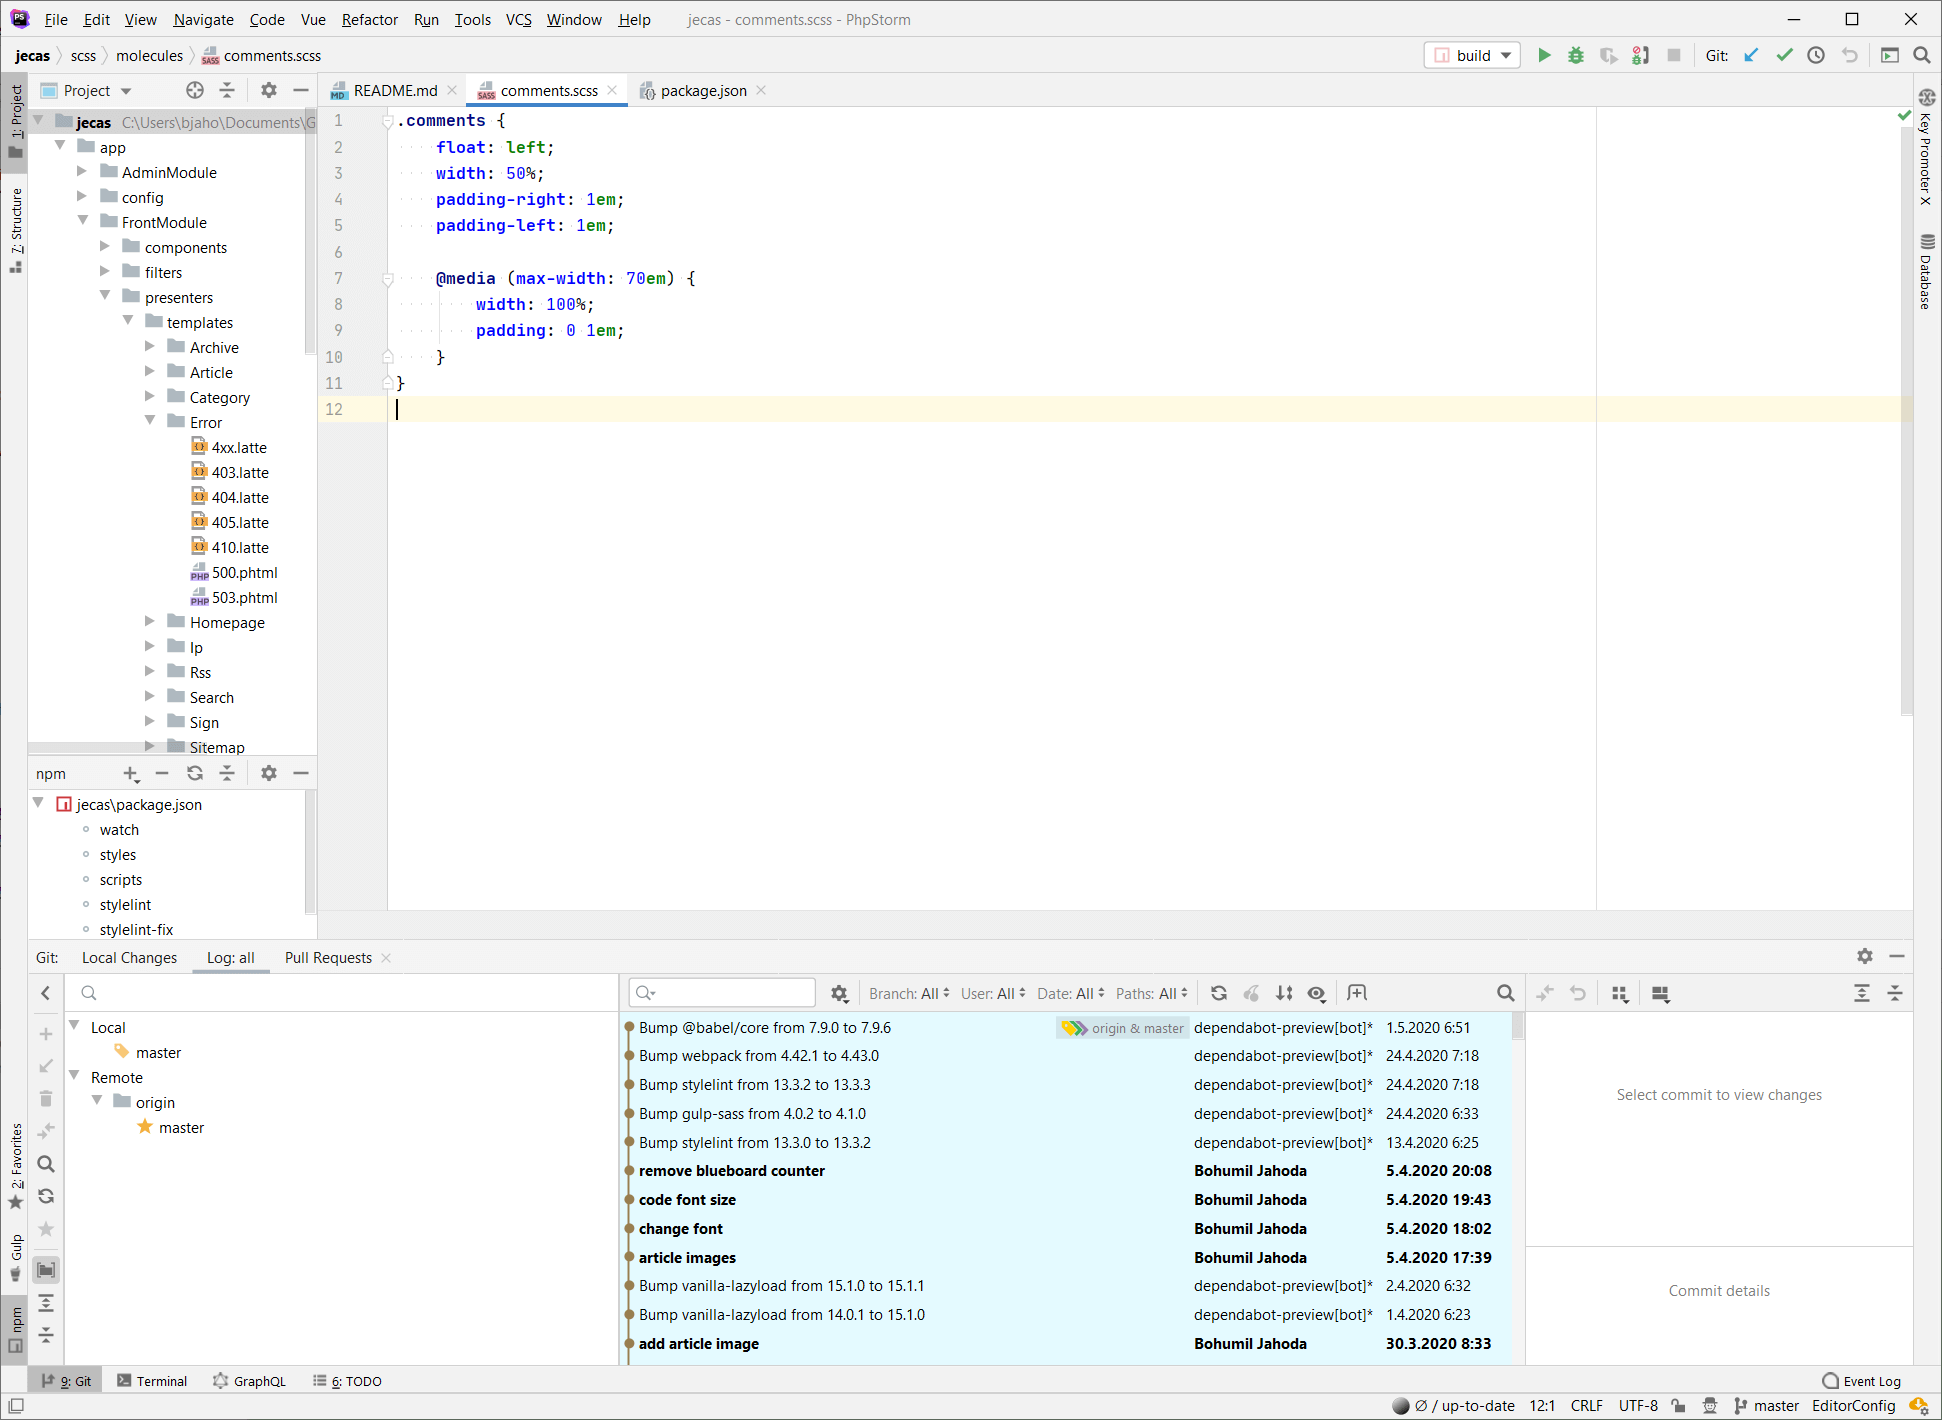 File Edit View Navigate Code Vue Refactor Run Tools VCS Window Help jecas - comments.scss - PhpStorm
jecas scss molecules comments.scss build Git:
1: Project
7: Structure
Project
jecas C:\Users\bjaho\Documents\G
app
AdminModule
config
FrontModule
components
filters
presenters
templates
Archive
Article
Category
Error
4xx.latte
403.latte
404.latte
405.latte
410.latte
500.phtml
503.phtml
Homepage
Ip
Rss
Search
Sign
Sitemap
npm
jecas\package.json
watch
styles
scripts
stylelint
stylelint-fix
README.md comments.scss package.json
1 .comments {
2 float: left;
3 width: 50%;
4 padding-right: 1em;
5 padding-left: 1em;
6
7 @media (max-width: 70em) {
8 width: 100%;
9 padding: 0 1em;
10 }
11 }
12
Key Promoter X
Database
Git: Local Changes Log: all Pull Requests
2: Favorites
Gulp
npm
Local
master
Remote
origin
master
Branch: All User: All Date: All Paths: All
Bump @babel/core from 7.9.0 to 7.9.6 origin & master dependabot-preview[bot]* 1.5.2020 6:51
Bump webpack from 4.42.1 to 4.43.0 dependabot-preview[bot]* 24.4.2020 7:18
Bump stylelint from 13.3.2 to 13.3.3 dependabot-preview[bot]* 24.4.2020 7:18
Bump gulp-sass from 4.0.2 to 4.1.0 dependabot-preview[bot]* 24.4.2020 6:33
Bump stylelint from 13.3.0 to 13.3.2 dependabot-preview[bot]* 13.4.2020 6:25
remove blueboard counter Bohumil Jahoda 5.4.2020 20:08
code font size Bohumil Jahoda 5.4.2020 19:43
change font Bohumil Jahoda 5.4.2020 18:02
article images Bohumil Jahoda 5.4.2020 17:39
Bump vanilla-lazyload from 15.1.0 to 15.1.1 dependabot-preview[bot]* 2.4.2020 6:32
Bump vanilla-lazyload from 14.0.1 to 15.1.0 dependabot-preview[bot]* 1.4.2020 6:23
add article image Bohumil Jahoda 30.3.2020 8:33
Select commit to view changes
Commit details
9: Git Terminal GraphQL 6: TODO Event Log
Ø / up-to-date 12:1 CRLF UTF-8 master EditorConfig